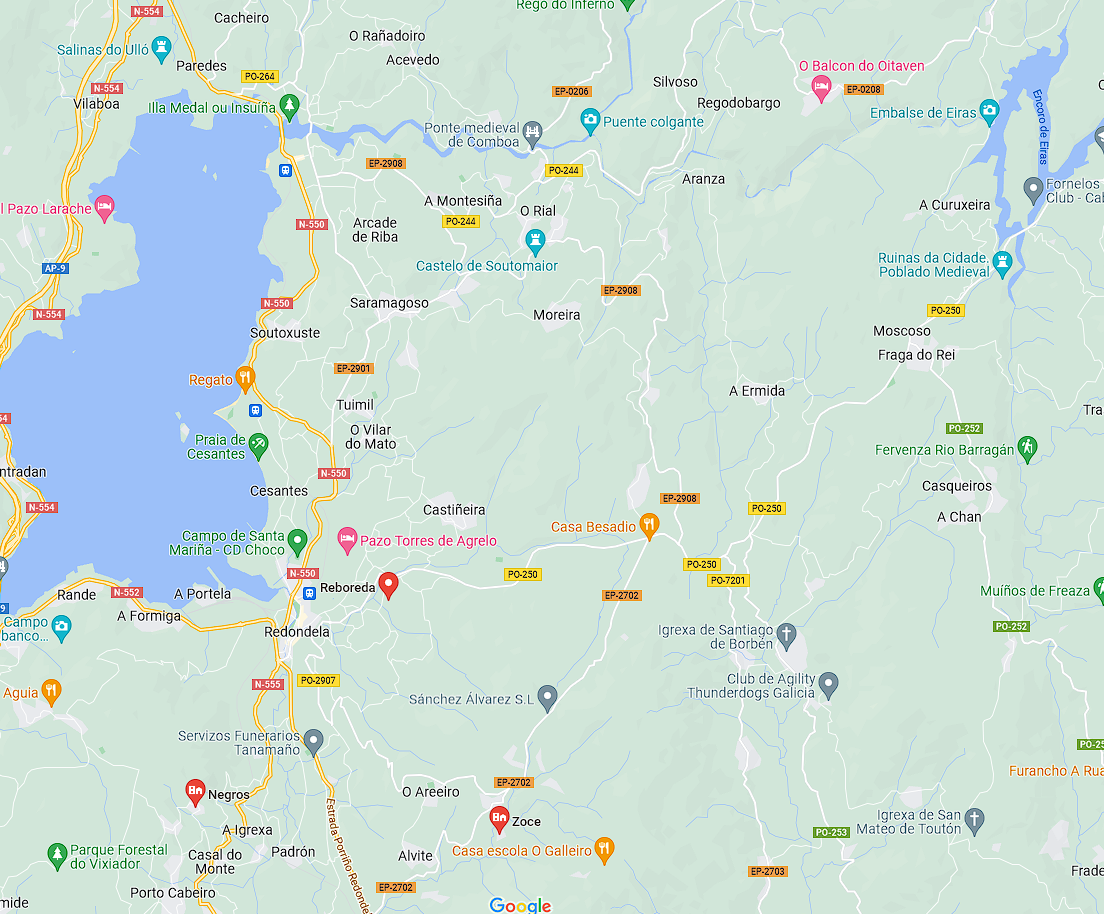 Rego do Inferno
N-554
Cacheiro
O Rañadoiro
Salinas do Ulló
Acevedo
Paredes
O Balcon do Oitaven
PO-264
Silvoso
N-554
EP-0206
EP-0208
Vilaboa
Regodobargo
Illa Medal ou Insuíña
Embalse de Eiras
Encoro de Eiras
Puente colgante
Ponte medieval
de Comboa
EP-2908
PO-244
Aranza
Fornelos
Club - Cab
A Montesiña
A Curuxeira
l Pazo Larache
O Rial
PO-244
N-550
Arcade
de Riba
Ruinas da Cidade.
Poblado Medieval
AP-9
Castelo de Soutomaior
EP-2908
N-550
Saramagoso
PO-250
N-554
Moreira
Soutoxuste
Moscoso
Fraga do Rei
EP-2901
Regato
A Ermida
Tuimil
Tra
54
O Vilar
do Mato
PO-252
Praia de
Cesantes
Fervenza Rio Barragán
ntradan
N-550
Casqueiros
Cesantes
EP-2908
N-554
Castiñeira
PO-250
A Chan
Casa Besadio
Campo de Santa
Mariña - CD Choco
Pazo Torres de Agrelo
PO-250
N-550
PO-250
PO-7201
Reboreda
Rande
N-552
A Portela
EP-2702
Muíños de Freaza
9
A Formiga
Campo
banco...
Redondela
PO-252
Igrexa de Santiago
de Borbén
PO-2907
N-555
Club de Agility
Thunderdogs Galicia
Aguia
Sánchez Álvarez S.L
Servizos Funerarios
Tanamaño
PO-25
Furancho A Rua
EP-2702
Negros
O Areeiro
Estrada Porriño Redonde
Zoce
Igrexa de San
Mateo de Toutón
A Igrexa
PO-253
Parque Forestal
do Vixiador
Casal do
Monte
Padrón
Alvite
Casa escola O Galleiro
EP-2703
Frade
EP-2702
Porto Cabeiro
mide
Google